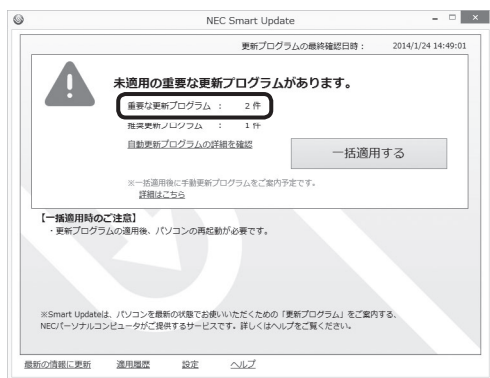 NEC Smart Update
更新プログラムの最終確認日時： 2014/1/24 14:49:01
未適用の重要な更新プログラムがあります。
重要な更新プログラム ： 2 件
推奨更新プログラム ： 1 件
自動更新プログラムの詳細を確認
一括適用する
※一括適用後に手動更新プログラムをご案内予定です。
詳細はこちら
【一括適用時のご注意】
・更新プログラムの適用後、パソコンの再起動が必要です。
※Smart Updateは、パソコンを最新の状態でお使いいただくための「更新プログラム」をご案内する、
NECパーソナルコンピュータがご提供するサービスです。詳しくはヘルプをご覧ください。
最新の情報に更新 適用履歴 設定 ヘルプ